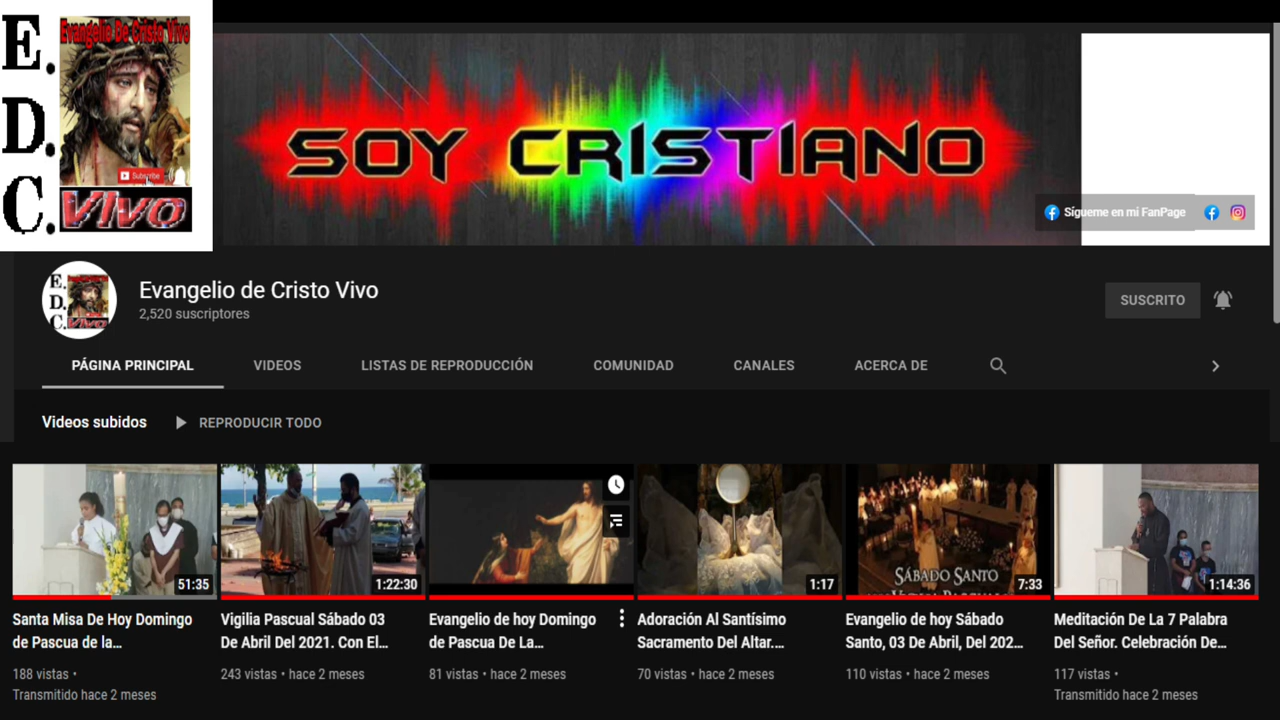 E.
D.
C.
Evangelio De Cristo Vivo
Subscribe
Vivo
SOY CRISTIANO
Sígueme en mi FanPage
E.
D.
C.
Vivo
Evangelio de Cristo Vivo
2,520 suscriptores
SUSCRITO
PÁGINA PRINCIPAL
VIDEOS
LISTAS DE REPRODUCCIÓN
COMUNIDAD
CANALES
ACERCA DE
Videos subidos
REPRODUCIR TODO
51:35
Santa Misa De Hoy Domingo
de Pascua de la...
188 vistas •
Transmitido hace 2 meses
1:22:30
Vigilia Pascual Sábado 03
De Abril Del 2021. Con El...
243 vistas • hace 2 meses
Evangelio de hoy Domingo
de Pascua De La...
81 vistas • hace 2 meses
1:17
Adoración Al Santísimo
Sacramento Del Altar....
70 vistas • hace 2 meses
SÁBADO SANTO
7:33
Evangelio de hoy Sábado
Santo, 03 De Abril, Del 202...
110 vistas • hace 2 meses
1:14:36
Meditación De La 7 Palabra
Del Señor. Celebración De...
117 vistas •
Transmitido hace 2 meses